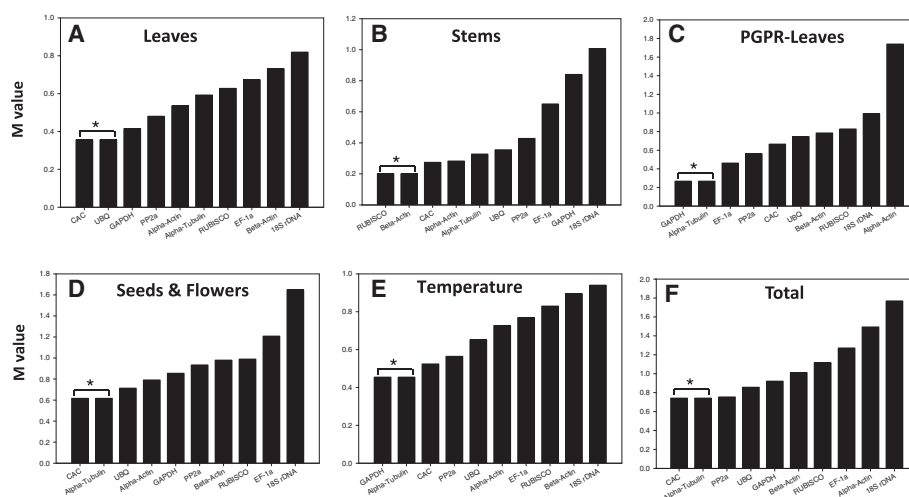 A Leaves
M value
1.0
0.8
0.6
0.4
0.2
0.0
*
CAC
UBQ
GAPDH
PP2a
Alpha-Actin
Alpha-Tubulin
RUBISCO
EF-1a
Beta-Actin
18S rDNA
B Stems
1.2
1.0
0.8
0.6
0.4
0.2
0.0
*
RUBISCO
Beta-Actin
CAC
Alpha-Actin
Alpha-Tubulin
UBQ
PP2a
EF-1a
GAPDH
18S rDNA
C PGPR-Leaves
2.0
1.8
1.6
1.4
1.2
1.0
0.8
0.6
0.4
0.2
0.0
*
GAPDH
Alpha-Tubulin
EF-1a
PP2a
CAC
UBQ
Beta-Actin
RUBISCO
18S rDNA
Alpha-Actin
D Seeds & Flowers
M value
1.8
1.6
1.4
1.2
1.0
0.8
0.6
0.4
0.2
0.0
*
CAC
Alpha-Tubulin
UBQ
Alpha-Actin
GAPDH
PP2a
Beta-Actin
RUBISCO
EF-1a
18S rDNA
E Temperature
1.0
0.8
0.6
0.4
0.2
0.0
*
GAPDH
Alpha-Tubulin
CAC
PP2a
UBQ
Alpha-Actin
EF-1a
RUBISCO
Beta-Actin
18S rDNA
F Total
2.0
1.8
1.6
1.4
1.2
1.0
0.8
0.6
0.4
0.2
0.0
*
CAC
Alpha-Tubulin
PP2a
UBQ
GAPDH
Beta-Actin
RUBISCO
EF-1a
Alpha-Actin
18S rDNA